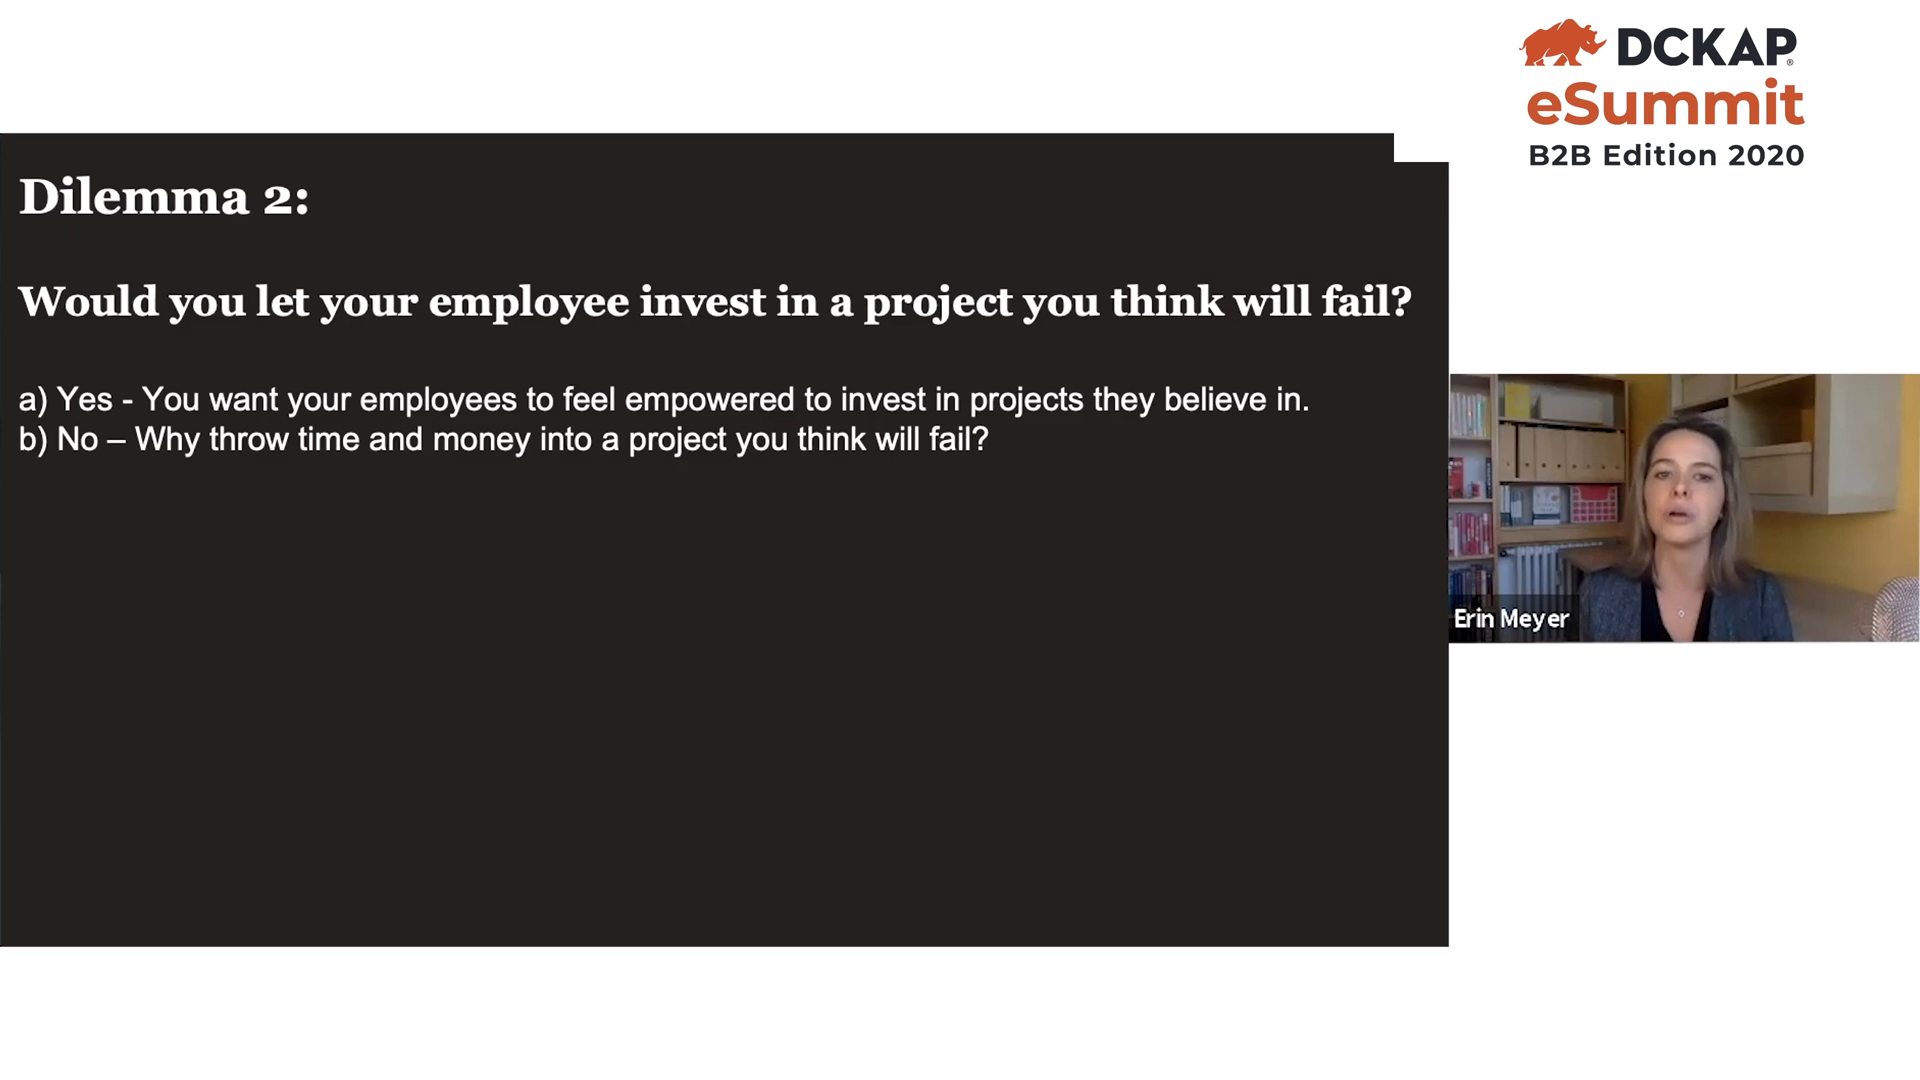 DCKAP®
eSummit
B2B Edition 2020
Dilemma 2:
Would you let your employee invest in a project you think will fail?
a) Yes - You want your employees to feel empowered to invest in projects they believe in.
b) No – Why throw time and money into a project you think will fail?
Erin Meyer